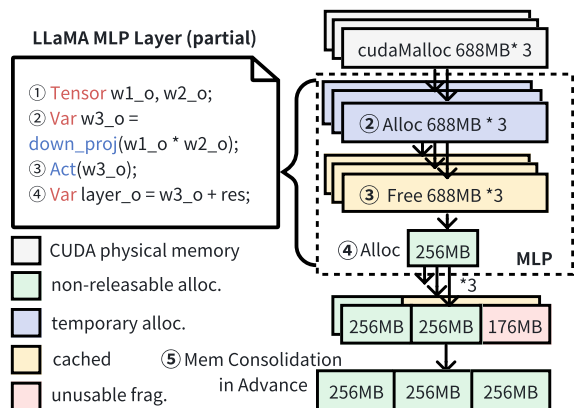 LLaMA MLP Layer (partial)
① Tensor w1_o, w2_o;
② Var w3_o =
down_proj(w1_o * w2_o);
③ Act(w3_o);
④ Var layer_o = w3_o + res;
CUDA physical memory
non-releasable alloc.
temporary alloc.
cached
unusable frag.
cudaMalloc 688MB* 3
② Alloc 688MB * 3
③ Free 688MB *3
④ Alloc
256MB
MLP
*3
256MB 256MB 176MB
⑤ Mem Consolidation
in Advance
256MB 256MB 256MB